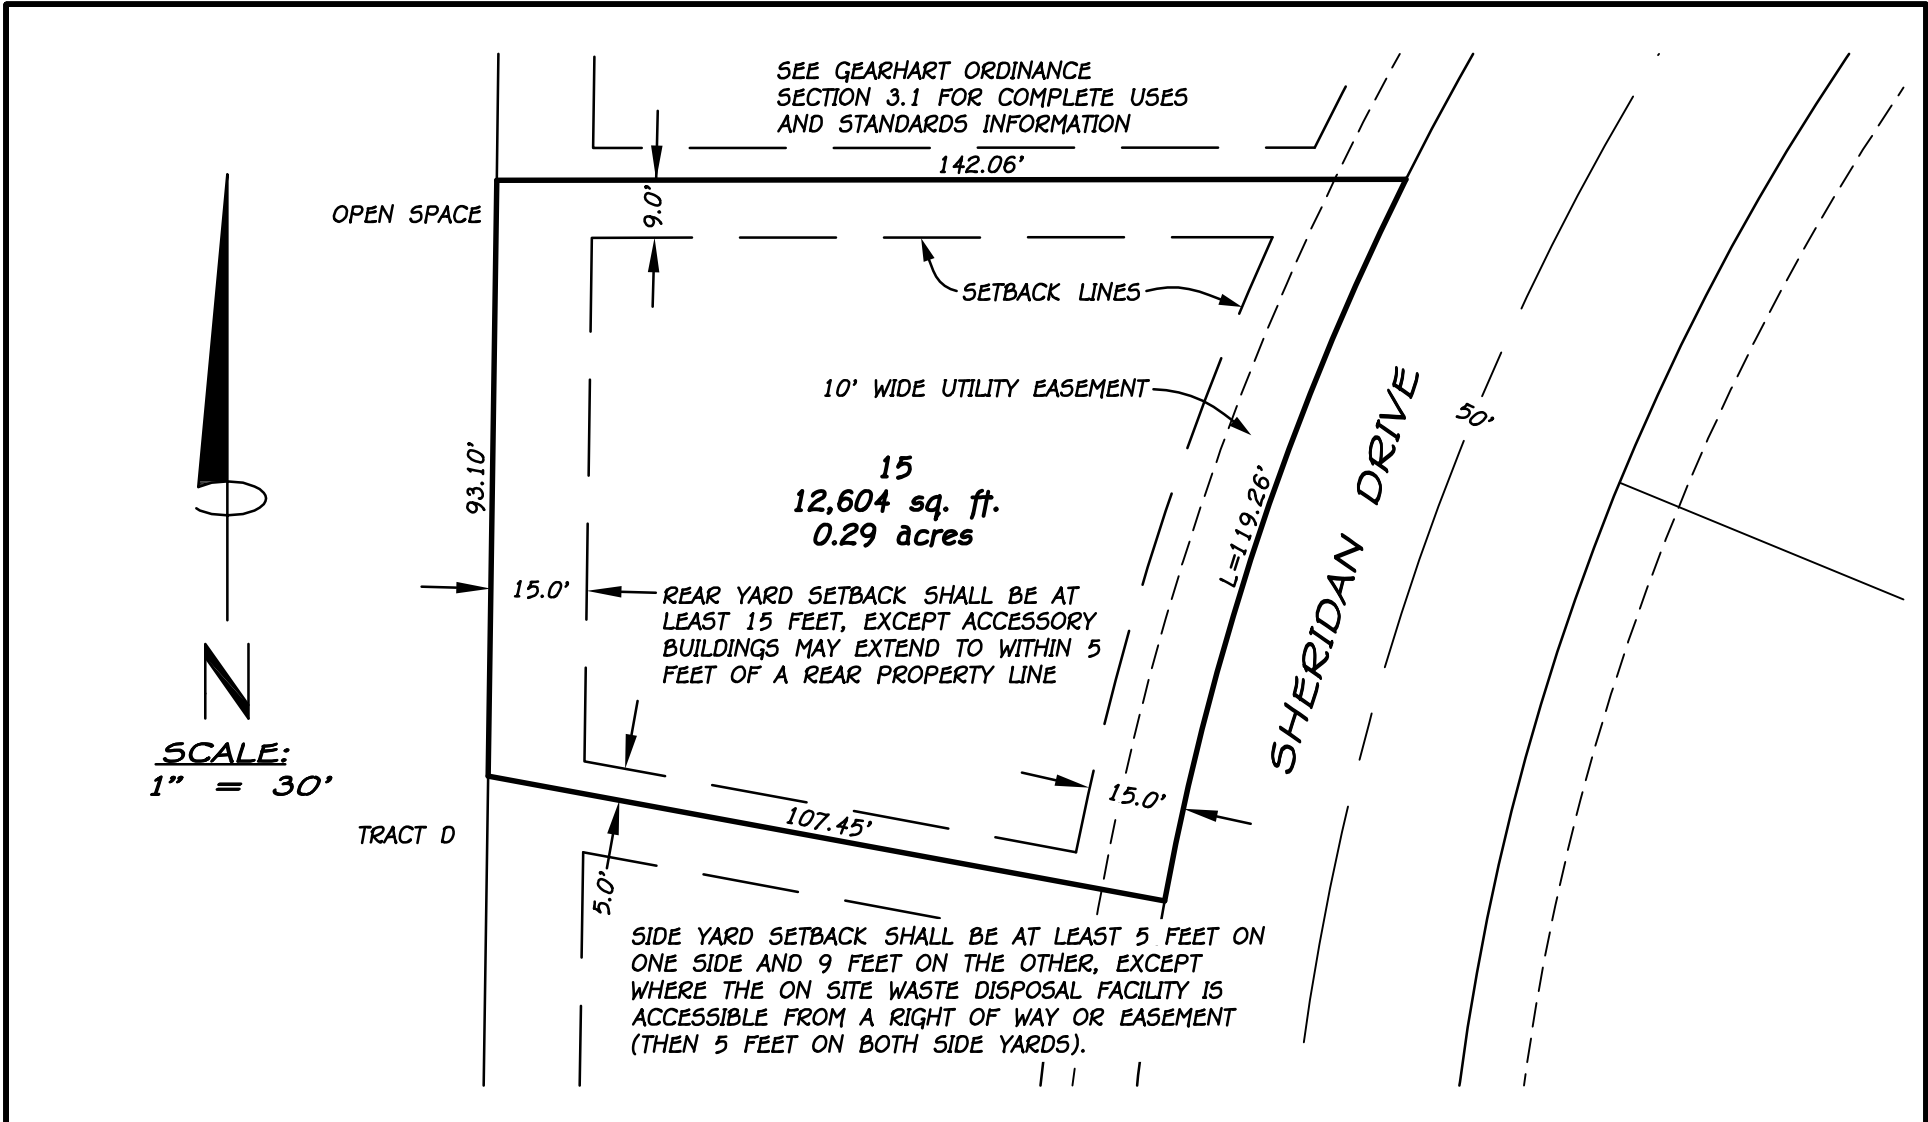 SEE GEARHART ORDINANCE
SECTION 3.1 FOR COMPLETE USES
AND STANDARDS INFORMATION
142.06'
OPEN SPACE
9.0'
SETBACK LINES
10' WIDE UTILITY EASEMENT
50'
93.10'
15
12,604 sq. ft.
0.29 acres
L=119.26'
SHERIDAN DRIVE
15.0'
REAR YARD SETBACK SHALL BE AT
LEAST 15 FEET, EXCEPT ACCESSORY
BUILDINGS MAY EXTEND TO WITHIN 5
FEET OF A REAR PROPERTY LINE
N
SCALE:
1" = 30'
15.0'
107.45'
TRACT D
5.0'
SIDE YARD SETBACK SHALL BE AT LEAST 5 FEET ON
ONE SIDE AND 9 FEET ON THE OTHER, EXCEPT
WHERE THE ON SITE WASTE DISPOSAL FACILITY IS
ACCESSIBLE FROM A RIGHT OF WAY OR EASEMENT
(THEN 5 FEET ON BOTH SIDE YARDS).